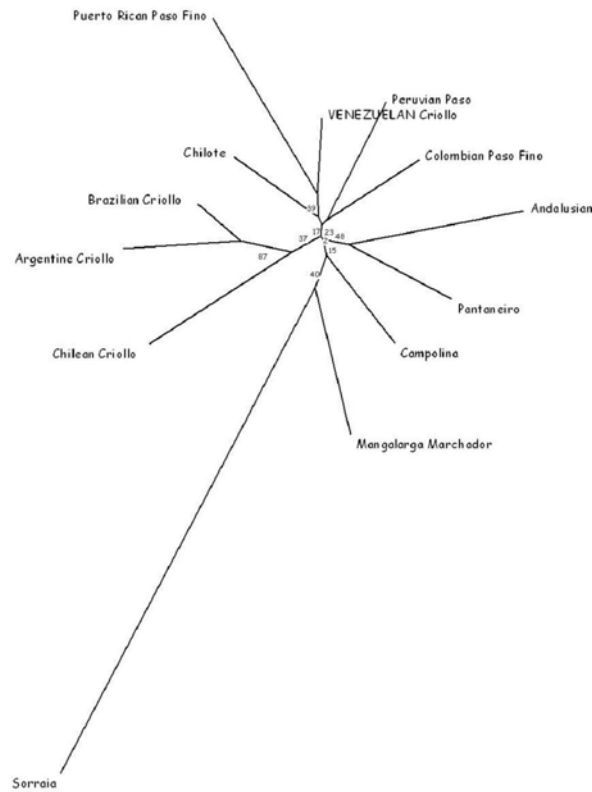 Puerto Rican Paso Fino
Peruvian Paso
VENEZUELAN Criollo
Chilote
Colombian Paso Fino
Brazilian Criollo
39
Andalusian
17 23
37 2 48
Argentine Criollo
87 15
40
Pantaneiro
Chilean Criollo
Campolina
Mangalarga Marchador
Sorraia